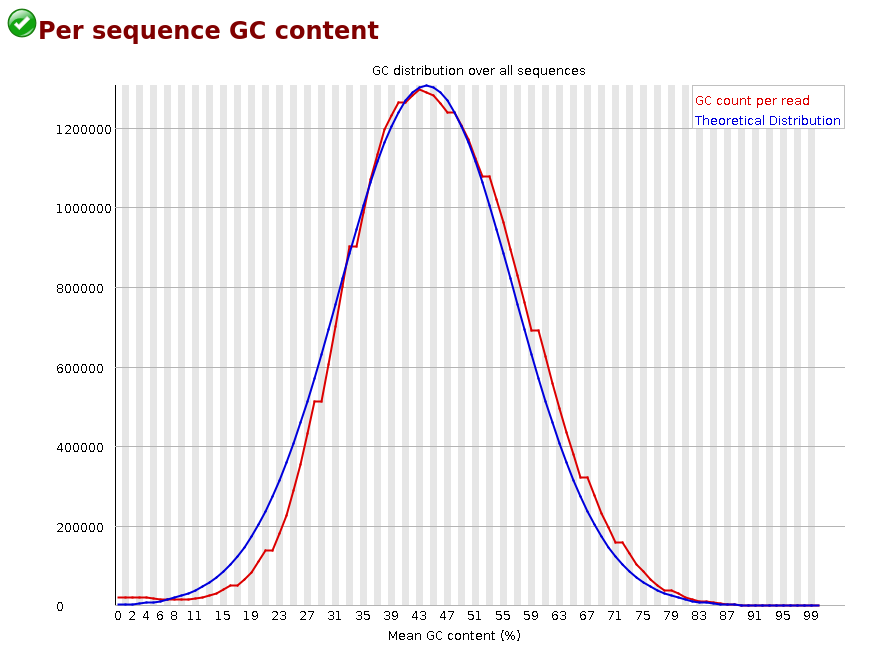 Per sequence GC content
GC distribution over all sequences
GC count per read
Theoretical Distribution
1200000
1000000
800000
600000
400000
200000
0
0 2 4 6 8 11 15 19 23 27 31 35 39 43 47 51 55 59 63 67 71 75 79 83 87 91 95 99
Mean GC content (%)